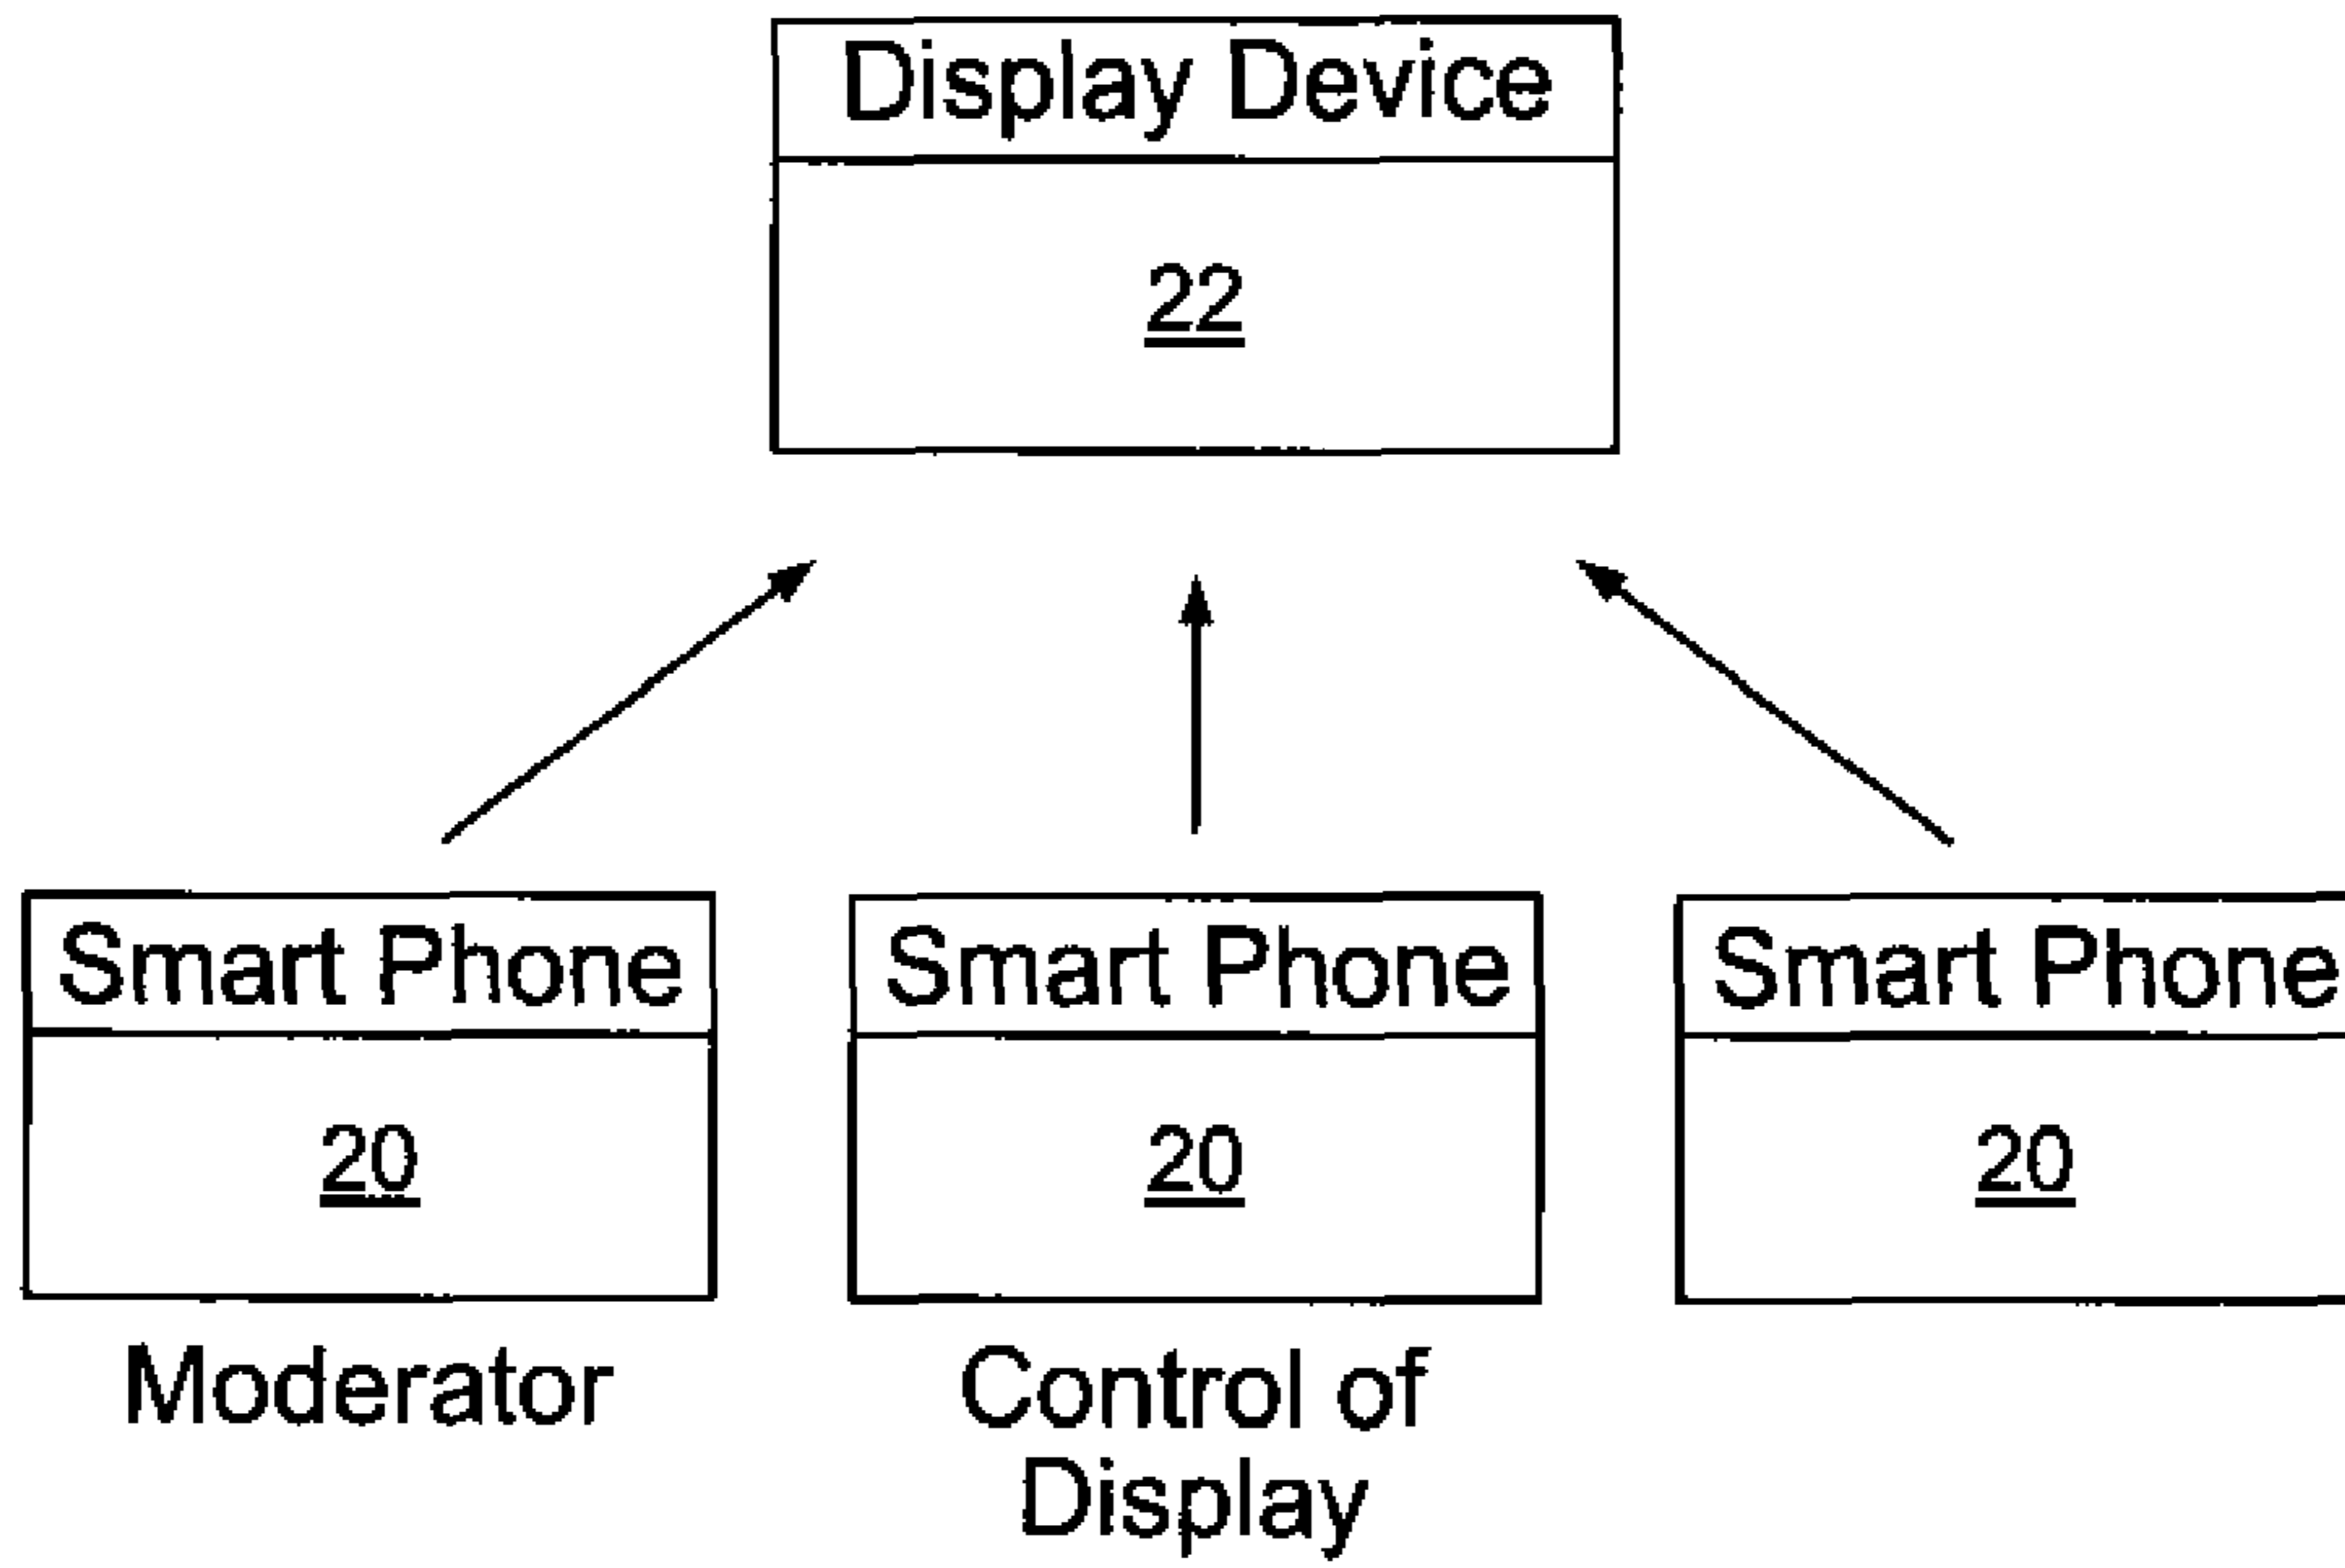 Display Device
22
Smart Phone Smart Phone Smart Phone
20 20 20
Moderator Control of
Display